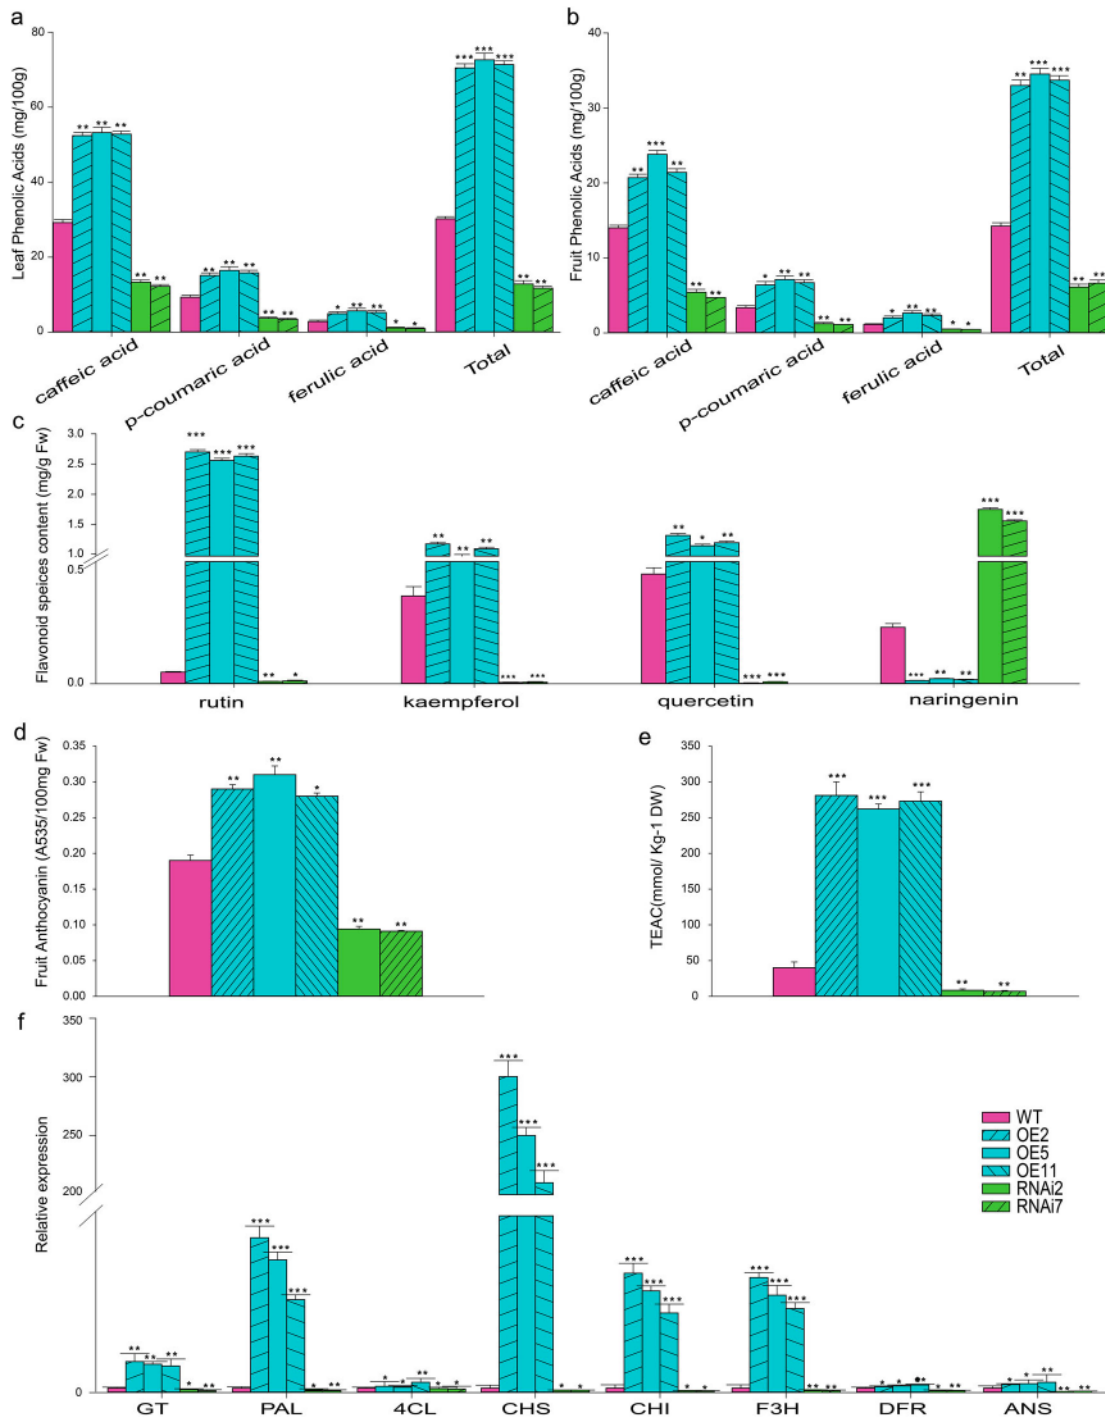 a
Leaf Phenolic Acids (mg/100g)
80
60
40
20
0
** ** **
** **
** ** **
** **
* ** **
* *
*** *** ***
** **
caffeic acid
p-coumaric acid
ferulic acid
Total
b
Fruit Phenolic Acids (mg/100g)
40
30
20
10
0
** *** **
** **
* ** **
** **
* ** **
* *
** *** ***
** **
caffeic acid
p-coumaric acid
ferulic acid
Total
c
Flavonoid speices content (mg/g Fw)
3.0
2.5
2.0
1.5
1.0
0.5
0.0
*** *** ***
** *
** ** **
*** ***
** * **
*** ***
*** ** **
*** ***
rutin
kaempferol
quercetin
naringenin
d
Fruit Anthocyanin (A535/100mg Fw)
0.35
0.30
0.25
0.20
0.15
0.10
0.05
0.00
** ** *
** **
e
TEAC(mmol/ Kg-1 DW)
350
300
250
200
150
100
50
0
*** *** ***
** **
f
Relative expression
350
300
250
200
0
** ** **
* **
*** *** ***
* **
* * **
* *
*** *** ***
* *
*** *** ***
* *
*** *** ***
** **
* *
** **
* * **
** **
GT
PAL
4CL
CHS
CHI
F3H
DFR
ANS
WT
OE2
OE5
OE11
RNAi2
RNAi7